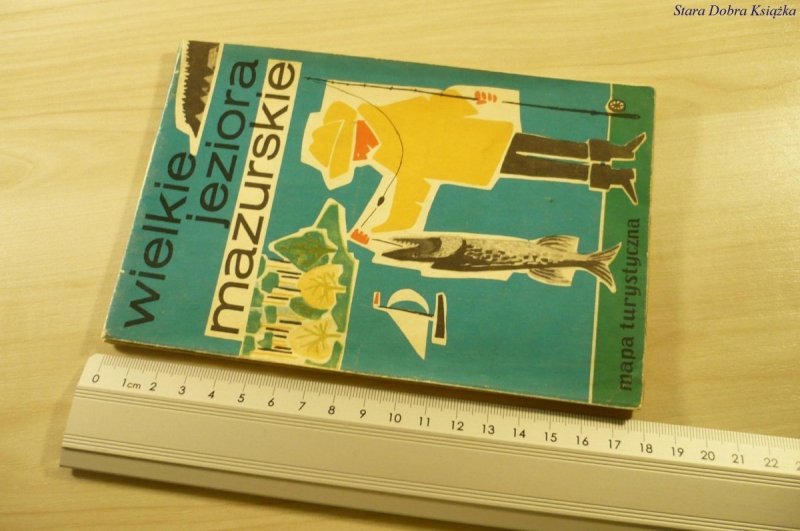 Stara Dobra Książka
wielkie
jeziora
mazurskie
mapa turystyczna
0 1cm 2 3 4 5 6 7 8 9 10 11 12 13 14 15 16 17 18 19 20 21 22